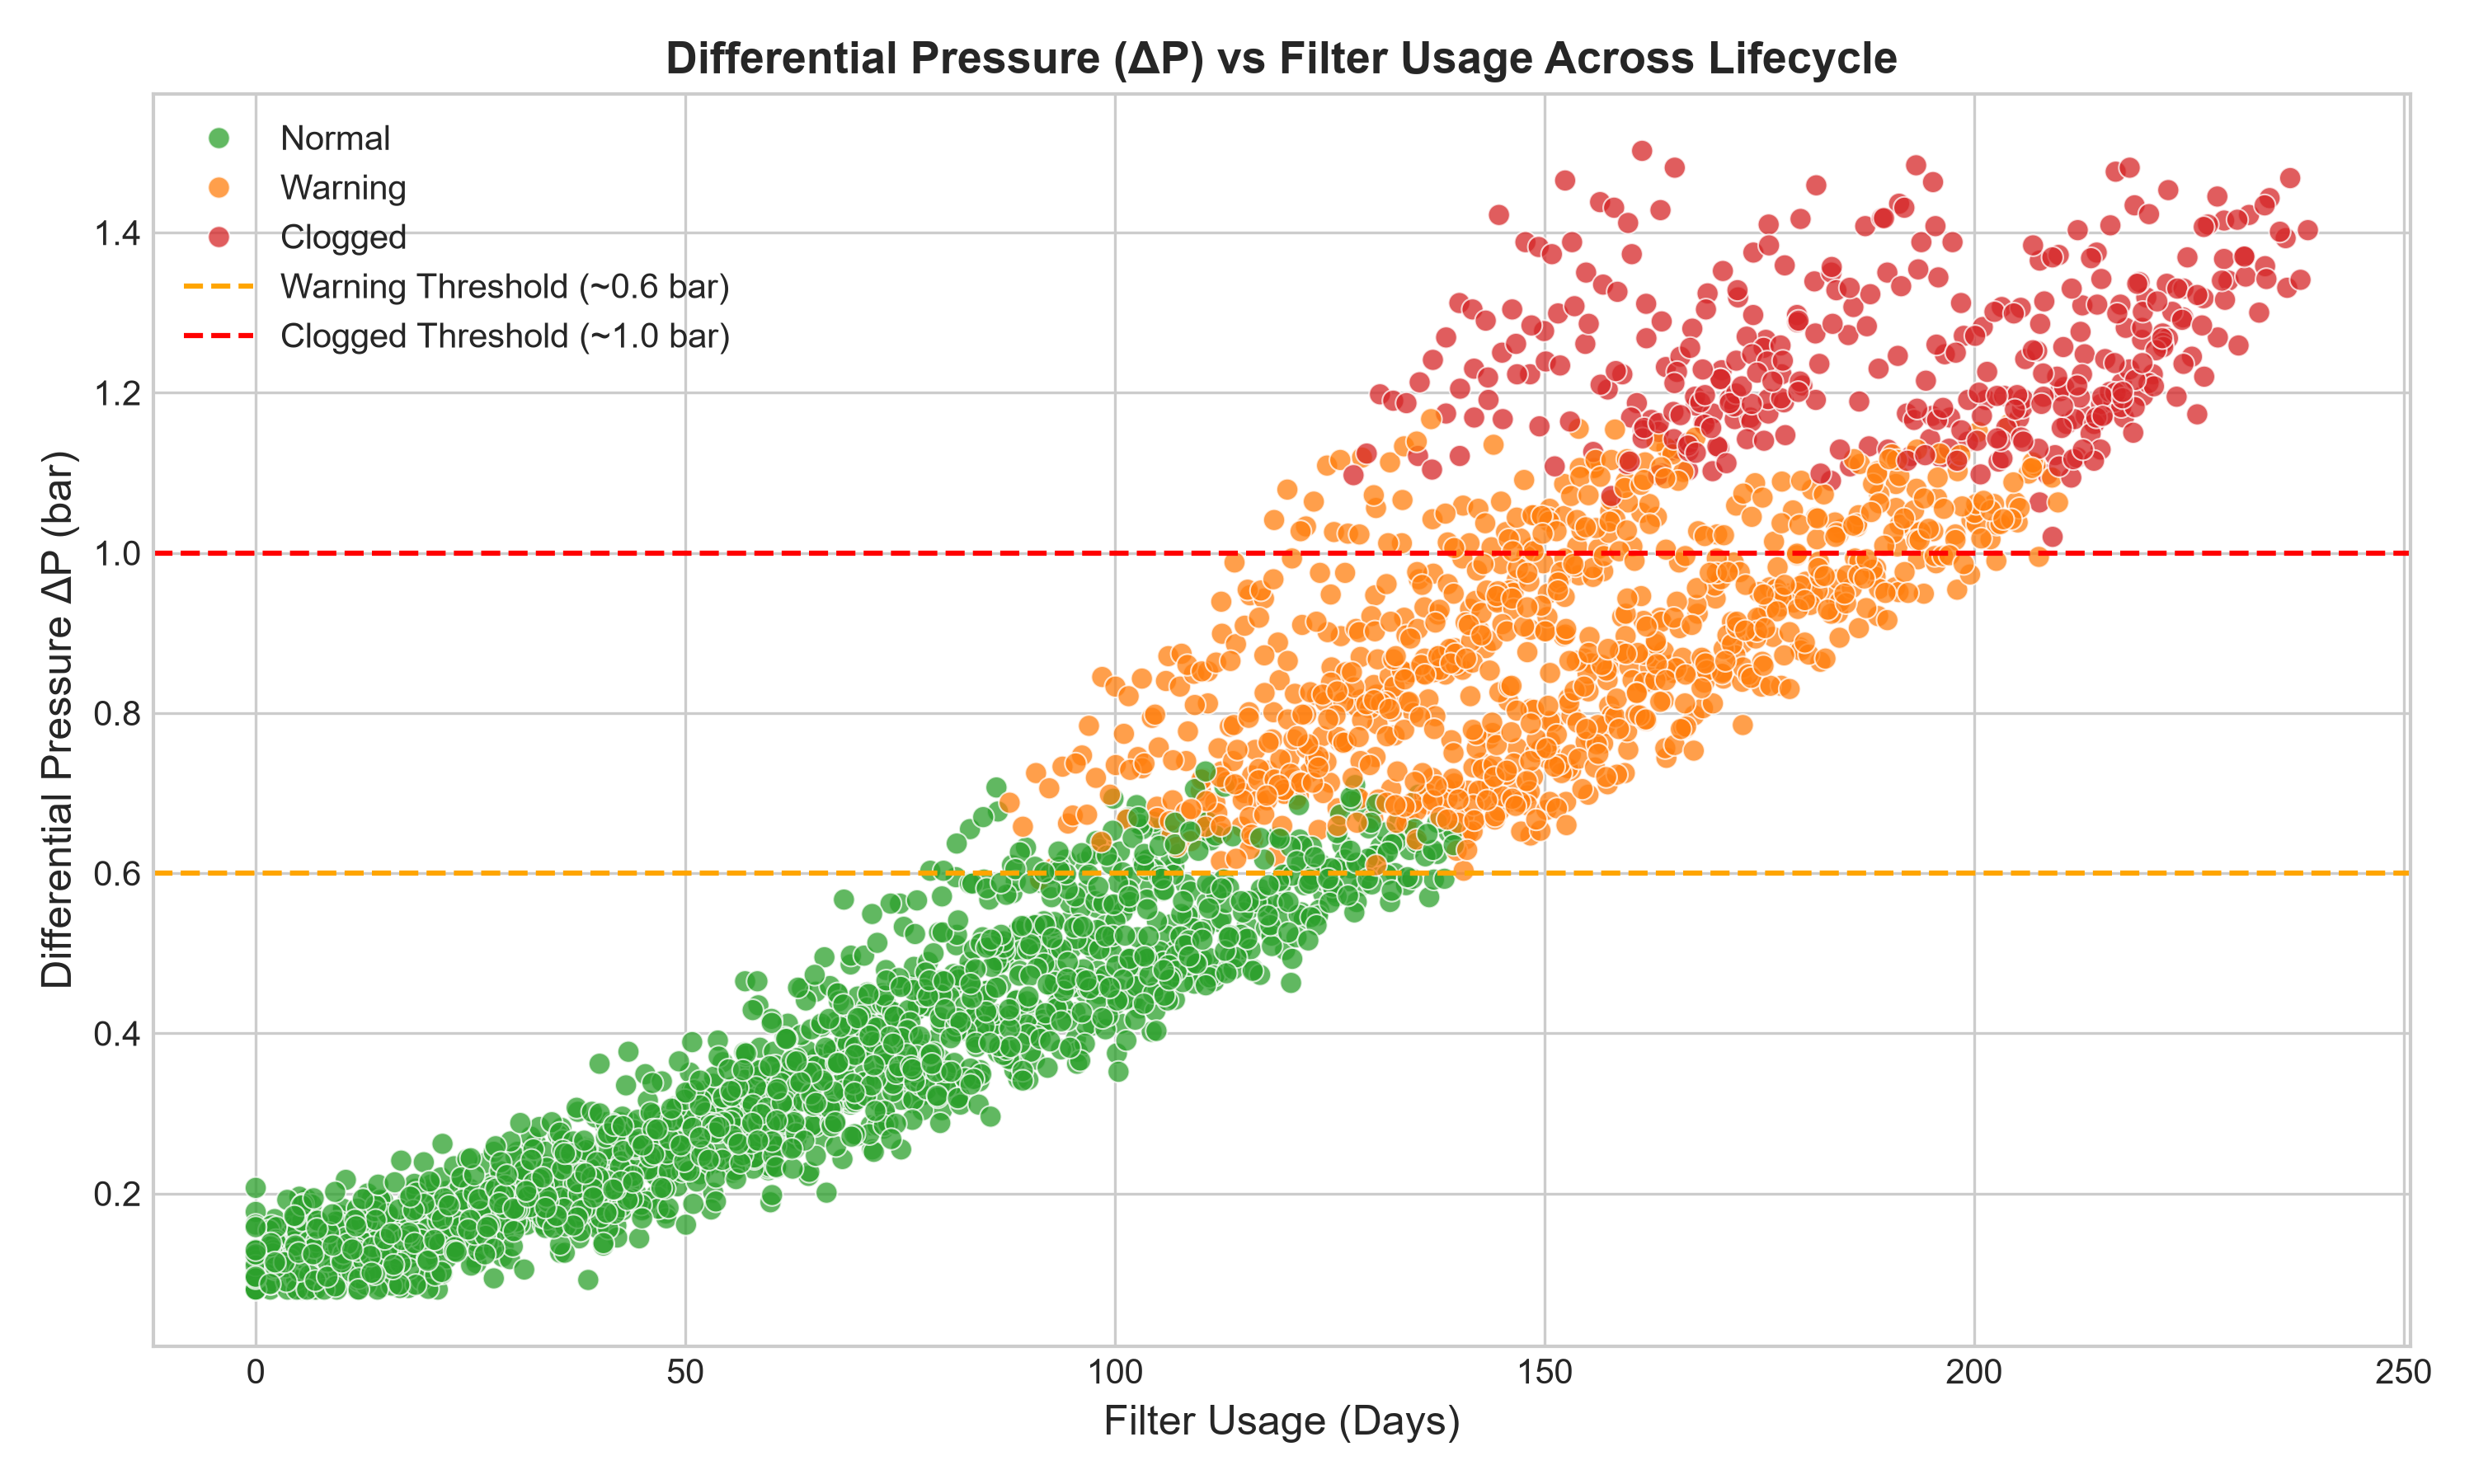 Differential Pressure (ΔP) vs Filter Usage Across Lifecycle
Normal
Warning
Clogged
Warning Threshold (~0.6 bar)
Clogged Threshold (~1.0 bar)
Differential Pressure ΔP (bar)
1.4
1.2
1.0
0.8
0.6
0.4
0.2
0 50 100 150 200 250
Filter Usage (Days)